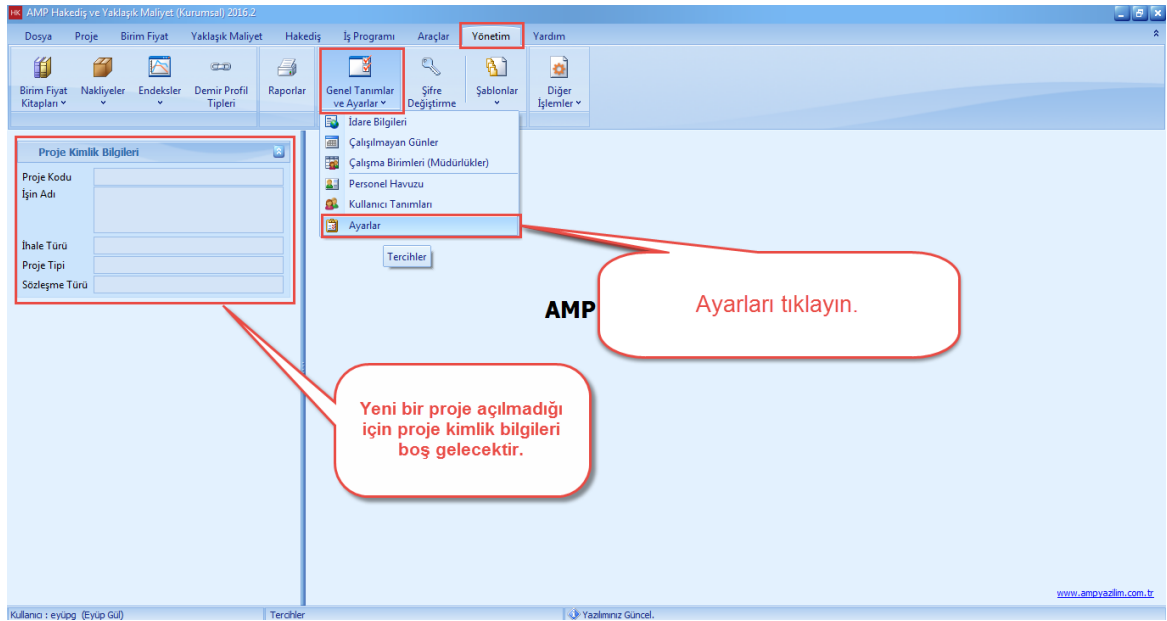 HK AMP Hakediş ve Yaklaşık Maliyet (Kurumsal) 2016.2
Dosya Proje Birim Fiyat Yaklaşık Maliyet Hakediş İş Programı Araçlar Yönetim Yardım
Birim Fiyat Kitapları
Nakliyeler
Endeksler
Demir Profil Tipleri
Raporlar
Genel Tanımlar ve Ayarlar
Şifre Değiştirme
Şablonlar
Diğer İşlemler
İdare Bilgileri
Çalışılmayan Günler
Çalışma Birimleri (Müdürlükler)
Personel Havuzu
Kullanıcı Tanımları
Ayarlar
Tercihler
Proje Kimlik Bilgileri
Proje Kodu
İşin Adı
İhale Türü
Proje Tipi
Sözleşme Türü
AMP
Ayarları tıklayın.
Yeni bir proje açılmadığı
için proje kimlik bilgileri
boş gelecektir.
www.ampyazilim.com.tr
Kullanıcı : eyüpg (Eyüp Gül) Tercihler Yazılımınız Güncel.